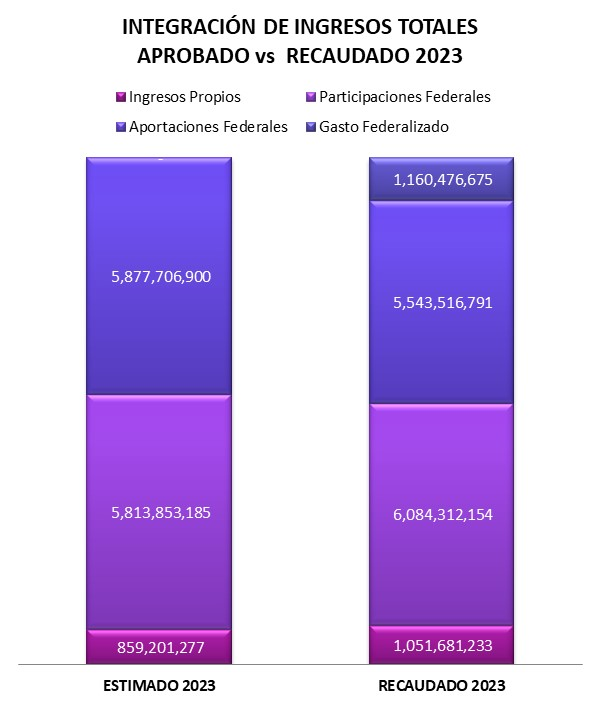 INTEGRACIÓN DE INGRESOS TOTALES
APROBADO vs RECAUDADO 2023
Ingresos Propios
Participaciones Federales
Aportaciones Federales
Gasto Federalizado
-
5,877,706,900
5,813,853,185
859,201,277
1,160,476,675
5,543,516,791
6,084,312,154
1,051,681,233
ESTIMADO 2023
RECAUDADO 2023